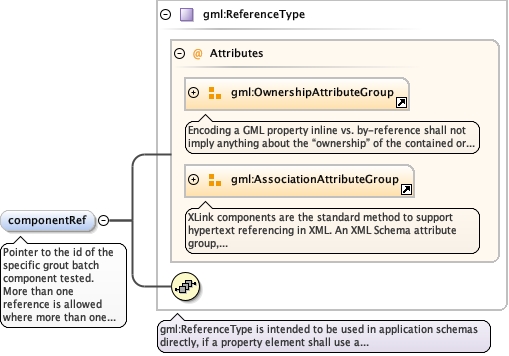 gml:ReferenceType
@ Attributes
gml:OwnershipAttributeGroup
Encoding a GML property inline vs. by-reference shall not
imply anything about the “ownership” of the contained or...
gml:AssociationAttributeGroup
XLink components are the standard method to support
hypertext referencing in XML. An XML Schema attribute
group,...
componentRef
Pointer to the id of the
specific grout batch
component tested.
More than one
reference is allowed
where more than one...
gml:ReferenceType is intended to be used in application schemas
directly, if a property element shall use a...